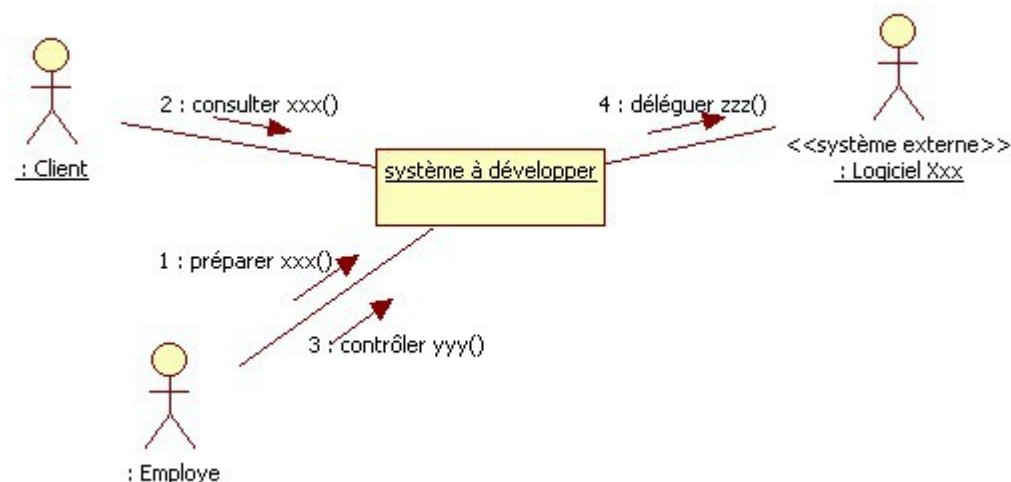 2 : consulter xxx()
4 : déléguer zzz()
: Client
système à développer
<<système externe>>
: Logiciel Xxx
1 : préparer xxx()
3 : contrôler yyy()
: Employe